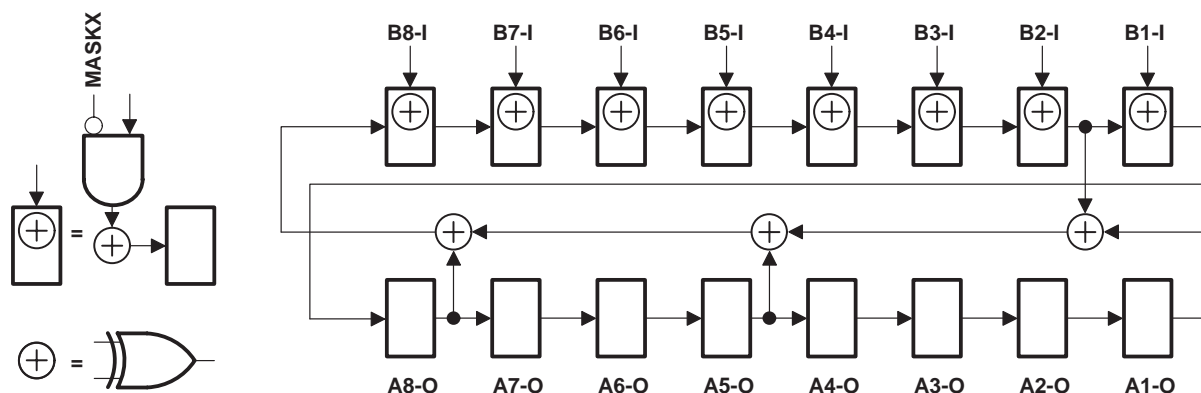 MASKX
=
=
B8-I B7-I B6-I B5-I B4-I B3-I B2-I B1-I
A8-O A7-O A6-O A5-O A4-O A3-O A2-O A1-O